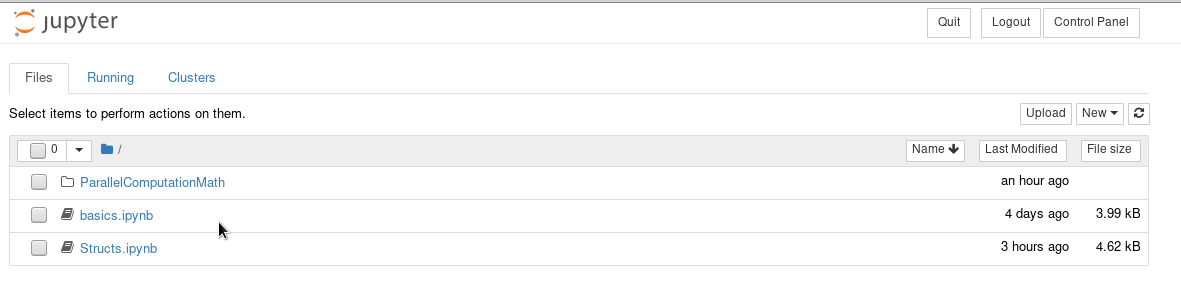 jupyter Quit Logout Control Panel
Files Running Clusters
Select items to perform actions on them. Upload New
0 / Name Last Modified File size
ParallelComputationMath an hour ago
basics.ipynb 4 days ago 3.99 kB
Structs.ipynb 3 hours ago 4.62 kB